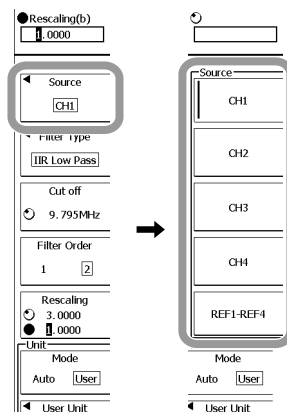 Rescaling(b)
1.0000
Source
CH1
Filter Type
IIR Low Pass
Cut off
9.795MHz
Filter Order
1 2
Rescaling
3.0000
1.0000
Unit
Mode
Auto User
User Unit
Source
CH1
CH2
CH3
CH4
REF1-REF4
Mode
Auto User
User Unit